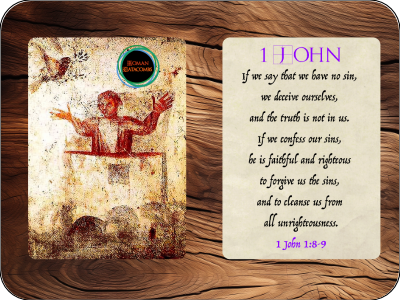 Roman
Catacombs
1 John
If we say that we have no sin,
we deceive ourselves,
and the truth is not in us.
If we confess our sins,
he is faithful and righteous
to forgive us the sins,
and to cleanse us from
all unrighteousness.
1 John 1:8-9